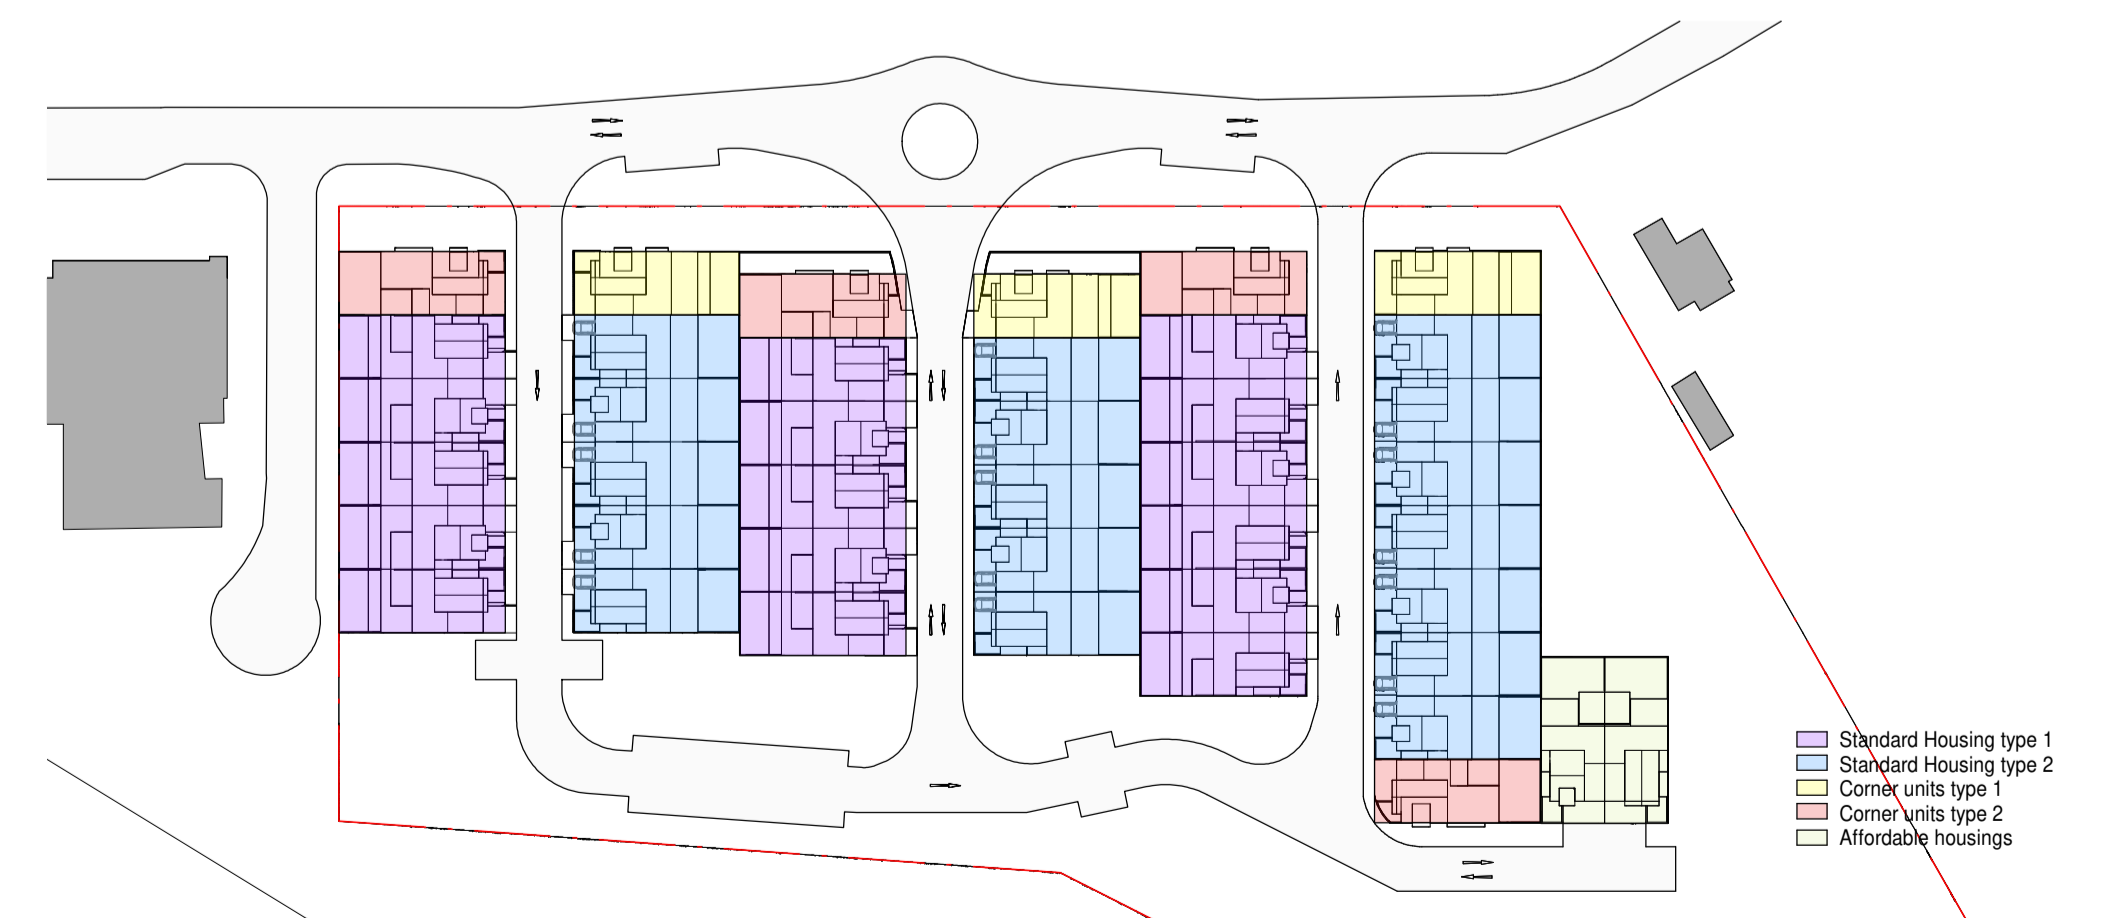 Standard Housing type 1
Standard Housing type 2
Corner units type 1
Corner units type 2
Affordable housings